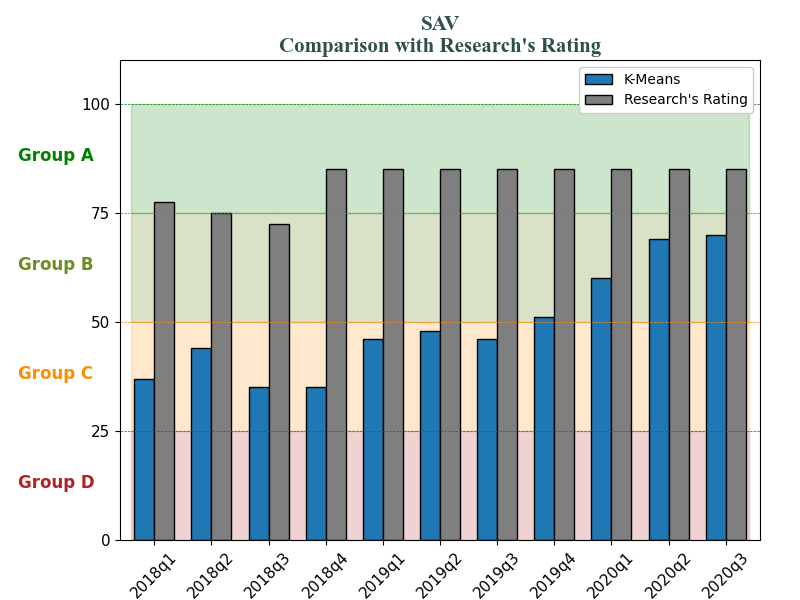 SAV
Comparison with Research's Rating
K-Means
Research's Rating
100
Group A
75
Group B
50
Group C
25
Group D
0
2018q1
2018q2
2018q3
2018q4
2019q1
2019q2
2019q3
2019q4
2020q1
2020q2
2020q3